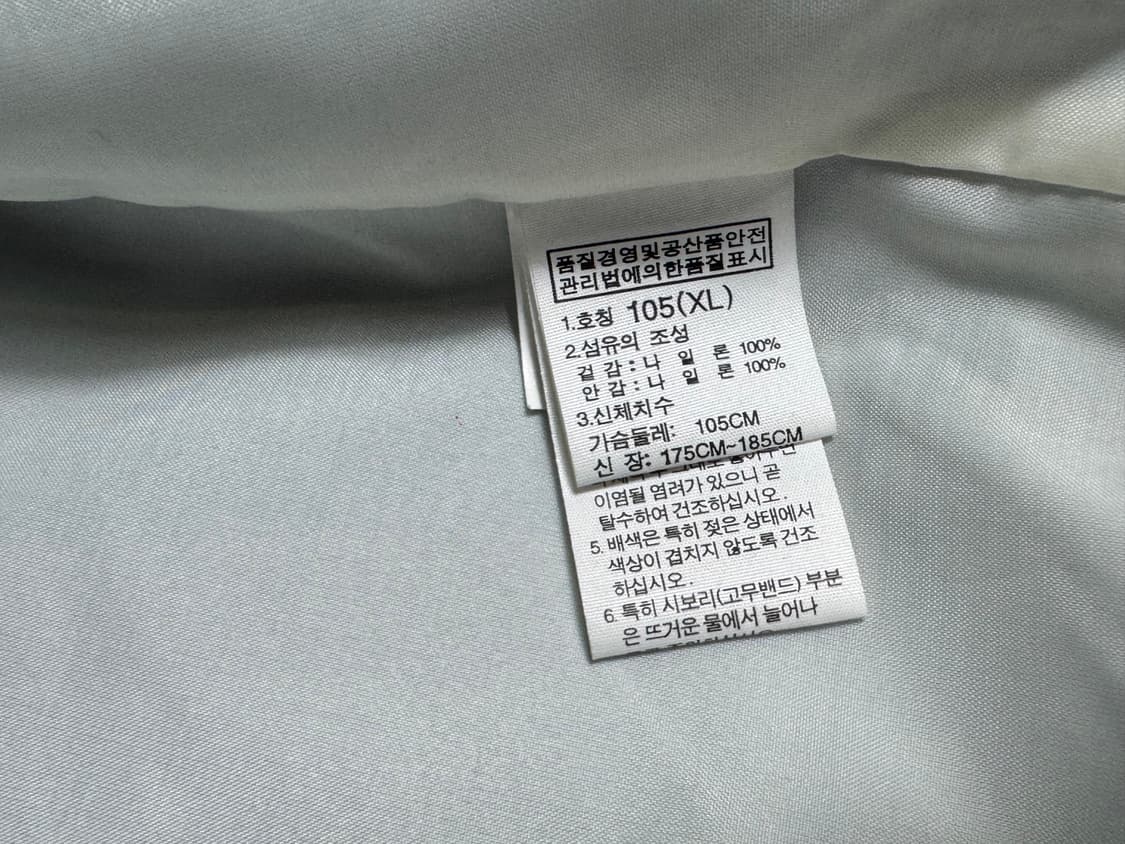 품질경영및공산품안전
관리법에의한품질표시
1.호칭 105(XL)
2.섬유의 조성
겉 감 : 나 일 론 100%
안 감 : 나 일 론 100%
3.신체치수
가슴둘레: 105CM
신 장: 175CM~185CM
이염될 염려가 있으니 곧
탈수하여 건조하십시오.
5. 배색은 특히 젖은 상태에서
색상이 겹치지 않도록 건조
하십시오.
6. 특히 시보리(고무밴드) 부분
은 뜨거운 물에서 늘어나